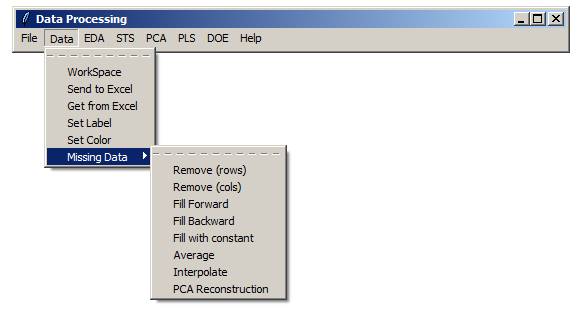 Data Processing
File Data EDA STS PCA PLS DOE Help
WorkSpace
Send to Excel
Get from Excel
Set Label
Set Color
Missing Data
Remove (rows)
Remove (cols)
Fill Forward
Fill Backward
Fill with constant
Average
Interpolate
PCA Reconstruction